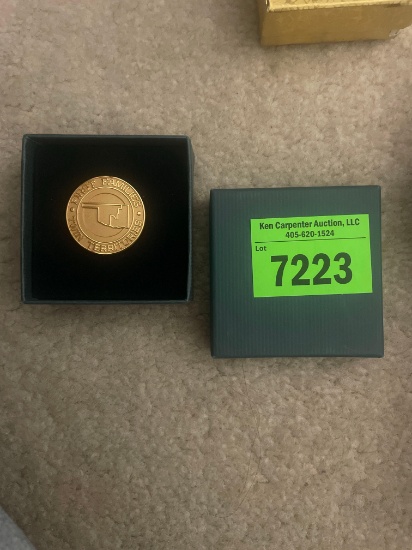 Ken Carpenter Auction, LLC
405-620-1524
Lot
7223